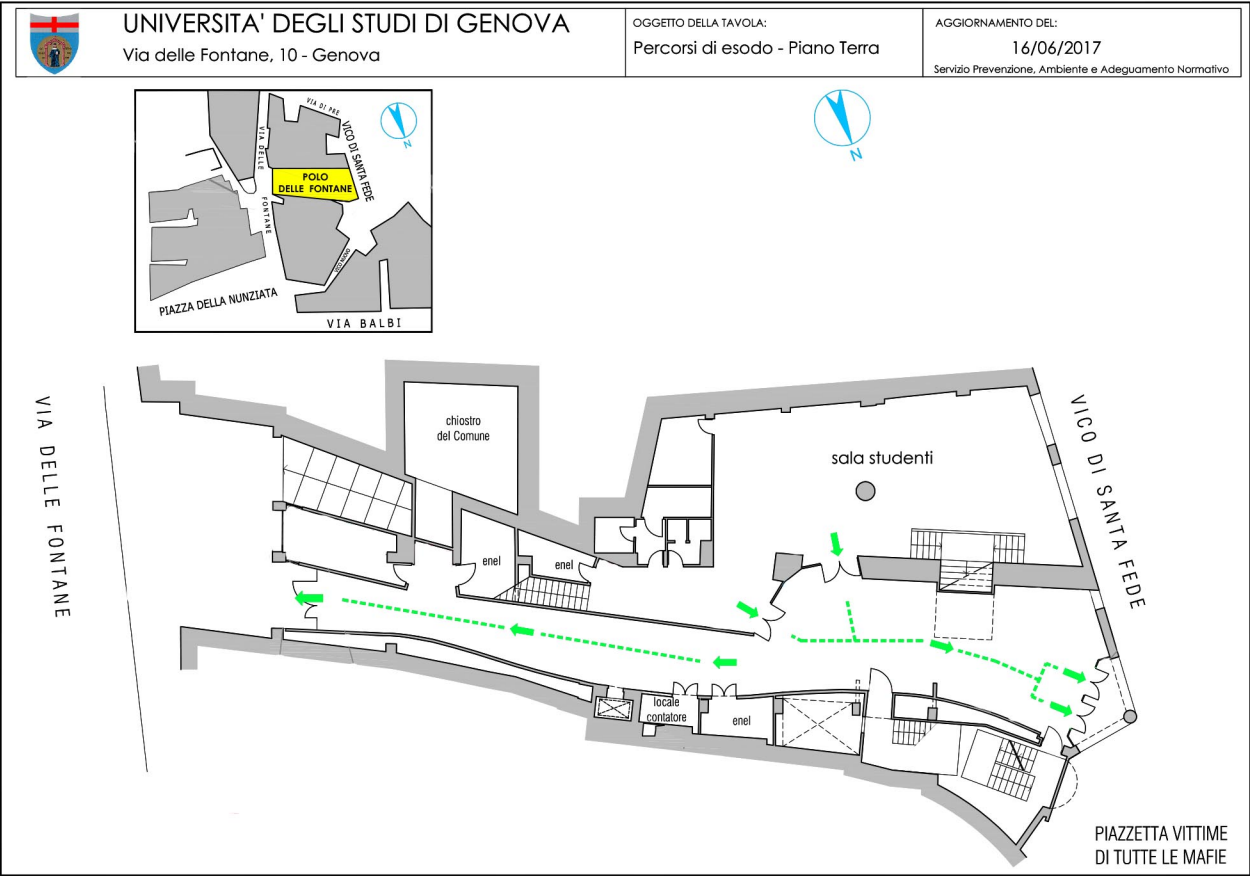 UNIVERSITA' DEGLI STUDI DI GENOVA
Via delle Fontane, 10 - Genova
OGGETTO DELLA TAVOLA:
Percorsi di esodo - Piano Terra
AGGIORNAMENTO DEL:
16/06/2017
Servizio Prevenzione, Ambiente e Adeguamento Normativo
VIA DI PRE
VICO DI SANTA FEDE
VIA DELLE
FONTANE
POLO
DELLE FONTANE
N
VICO NUOVO
PIAZZA DELLA NUNZIATA
VIA BALBI
N
VIA DELLE FONTANE
chiostro
del Comune
sala studenti
VICO DI SANTA FEDE
enel
enel
locale
contatore
enel
PIAZZETTA VITTIME
DI TUTTE LE MAFIE